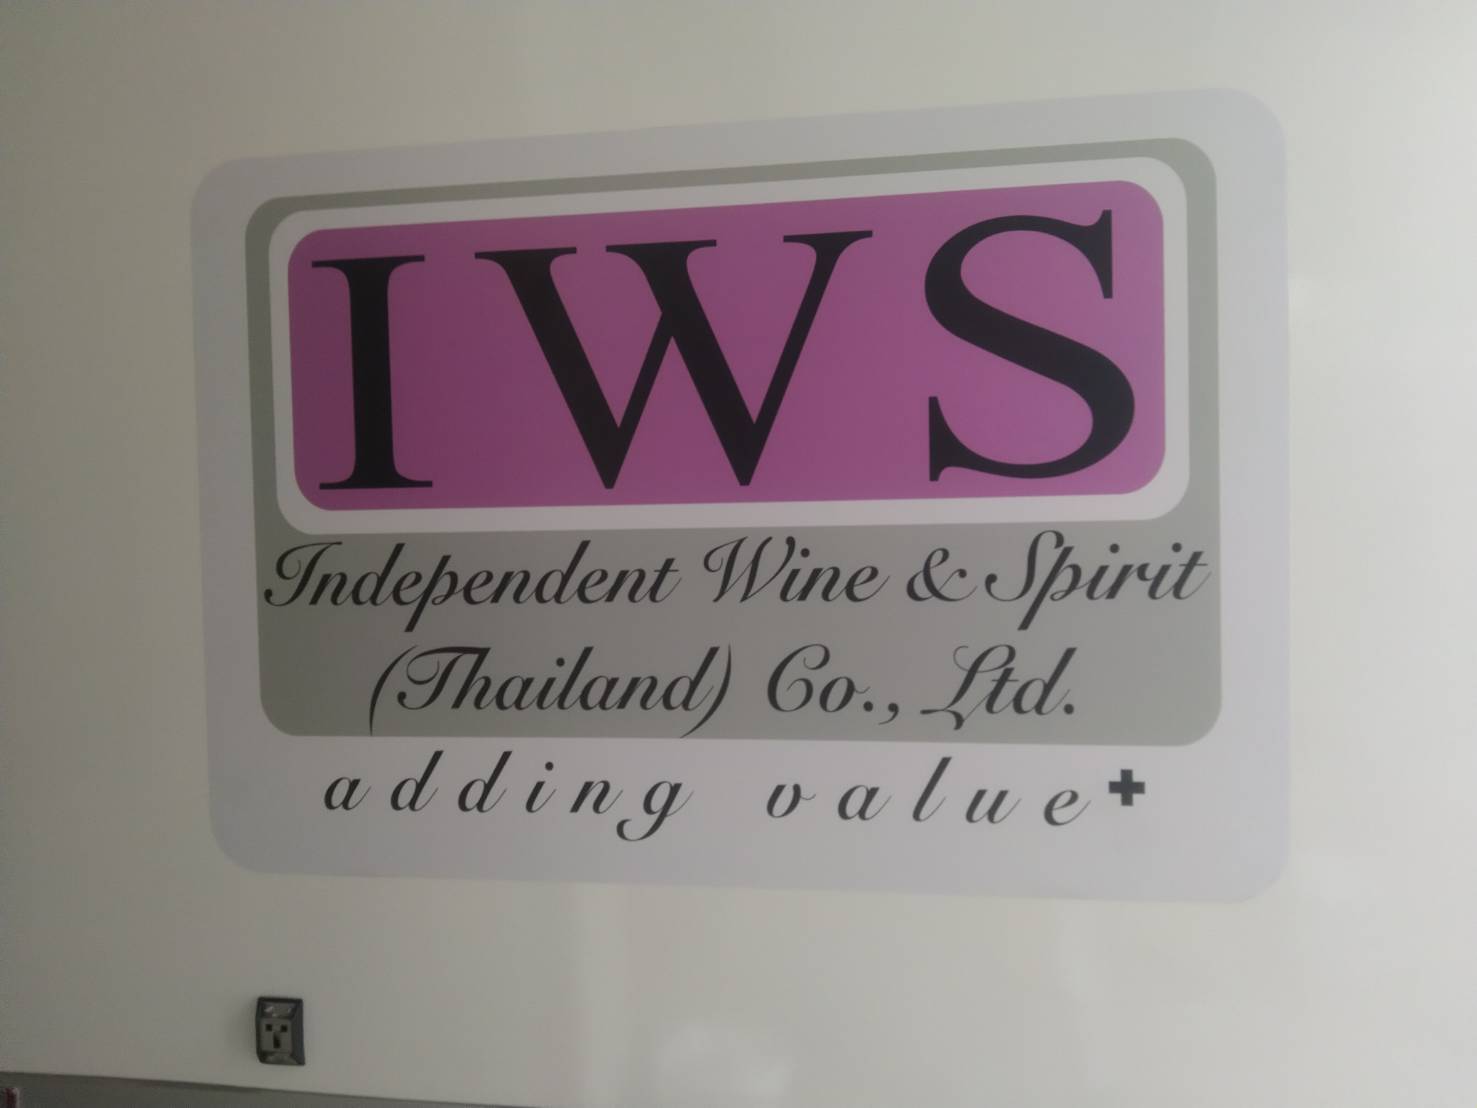 IWS
Independent Wine & Spirit
(Thailand) Co., Ltd.
adding value+